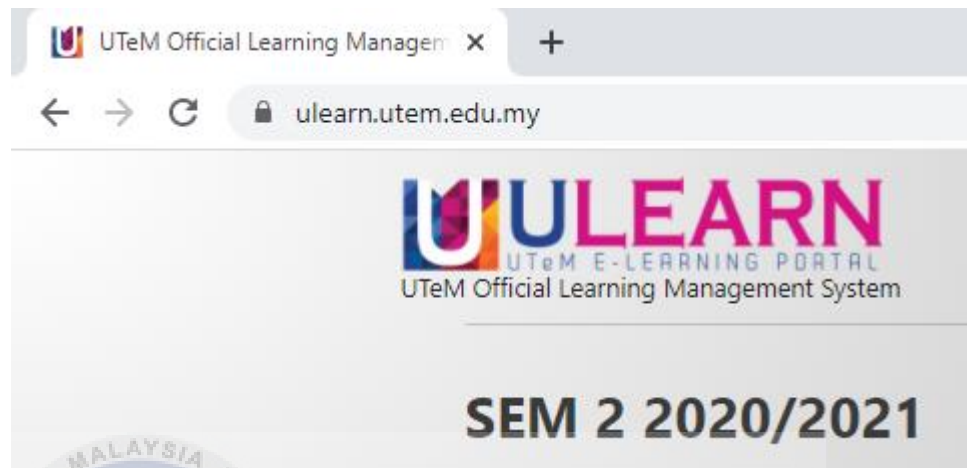 UTeM Official Learning Managem
ulearn.utem.edu.my
U ULEARN
UTeM E-LEARNING PORTAL
UTeM Official Learning Management System
SEM 2 2020/2021
MALAYSIA